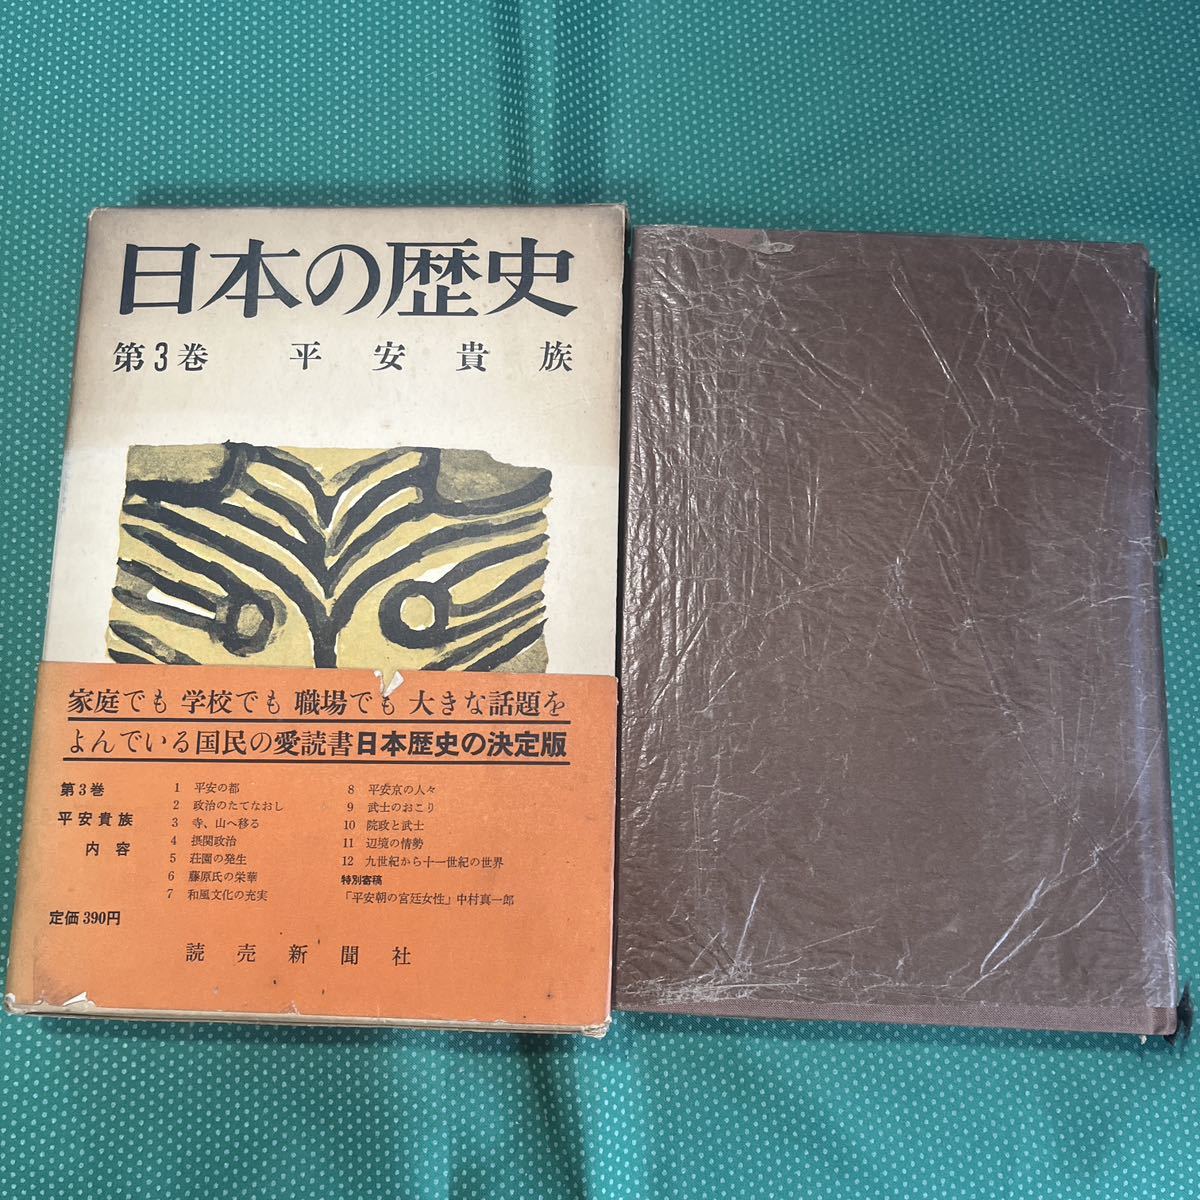 日本の歴史
第3巻 平安貴族
家庭でも 学校でも 職場でも 大きな話題を
よんでいる国民の愛読書日本歴史の決定版
第3巻
平安貴族
内容
1 平安の都
2 政治のたてなおし
3 寺、山へ移る
4 摂関政治
5 荘園の発生
6 藤原氏の栄華
7 和風文化の充実
8 平安京の人々
9 武士のおこり
10 院政と武士
11 辺境の情勢
12 九世紀から十一世紀の世界
特別寄稿
「平安朝の宮廷女性」中村真一郎
定価390円
読売新聞社